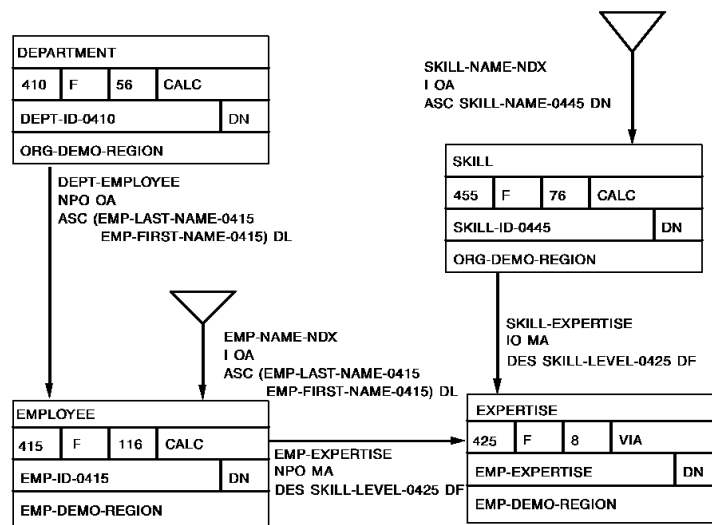 DEPARTMENT
410 F 56 CALC
DEPT-ID-0410 DN
ORG-DEMO-REGION
SKILL-NAME-NDX
I OA
ASC SKILL-NAME-0445 DN
SKILL
455 F 76 CALC
SKILL-ID-0445 DN
ORG-DEMO-REGION
DEPT-EMPLOYEE
NPO OA
ASC (EMP-LAST-NAME-0415
EMP-FIRST-NAME-0415) DL
EMP-NAME-NDX
I OA
ASC (EMP-LAST-NAME-0415
EMP-FIRST-NAME-0415) DL
SKILL-EXPERTISE
IO MA
DES SKILL-LEVEL-0425 DF
EMPLOYEE
415 F 116 CALC
EMP-ID-0415 DN
EMP-DEMO-REGION
EMP-EXPERTISE
NPO MA
DES SKILL-LEVEL-0425 DF
EXPERTISE
425 F 8 VIA
EMP-EXPERTISE DN
EMP-DEMO-REGION